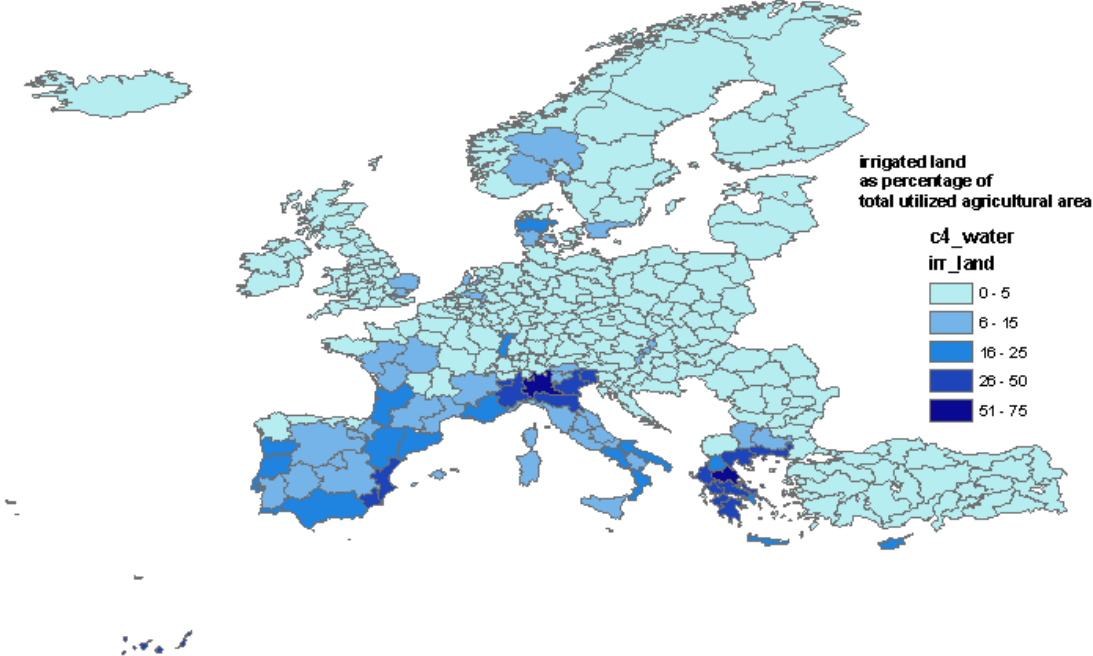 irrigated land
as percentage of
total utilized agricultural area
c4_water
irr_land
0 - 5
6 - 15
16 - 25
26 - 50
51 - 75